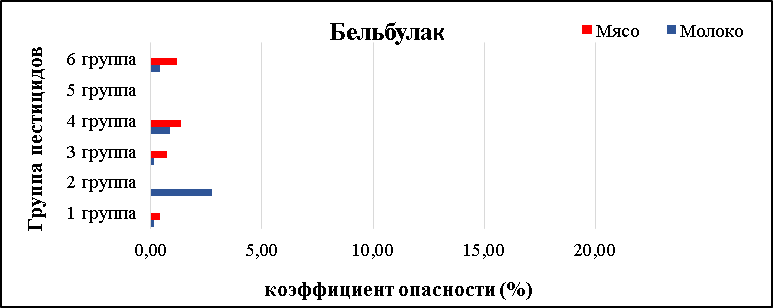 Бельбулак
Мясо Молоко
Группа пестицидов
6 группа
5 группа
4 группа
3 группа
2 группа
1 группа
0,00 5,00 10,00 15,00 20,00
коэффициент опасности (%)